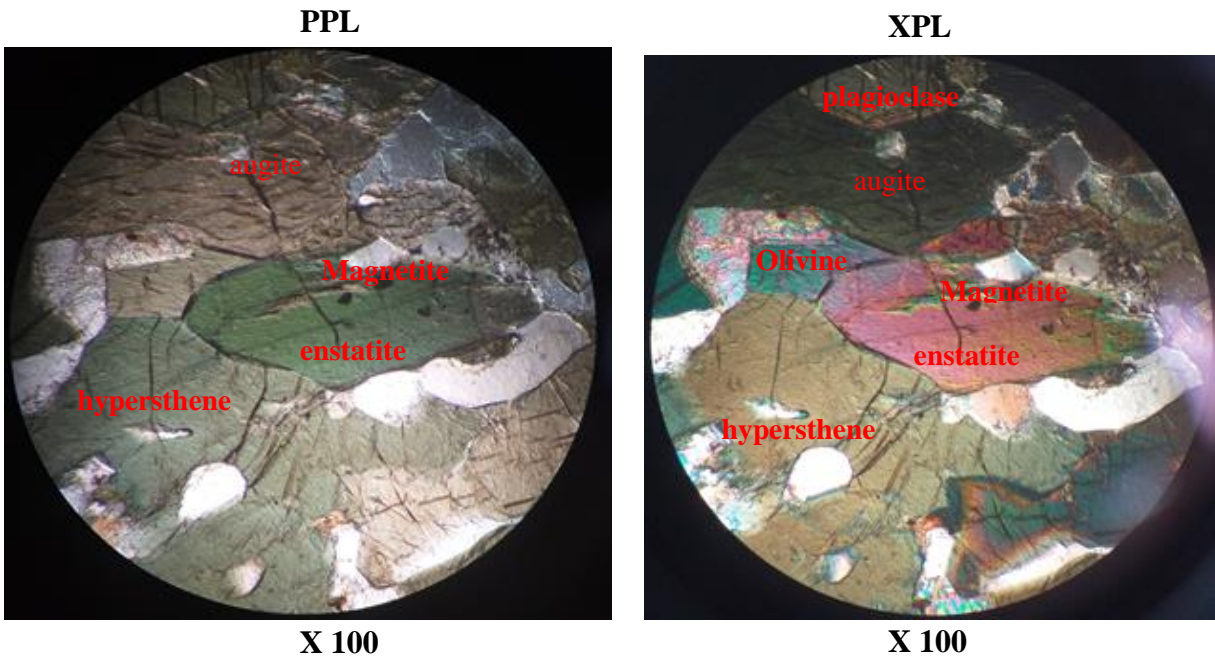 PPL
augite
Magnetite
enstatite
hypersthene
X 100
XPL
plagioclase
augite
Olivine
Magnetite
enstatite
hypersthene
X 100